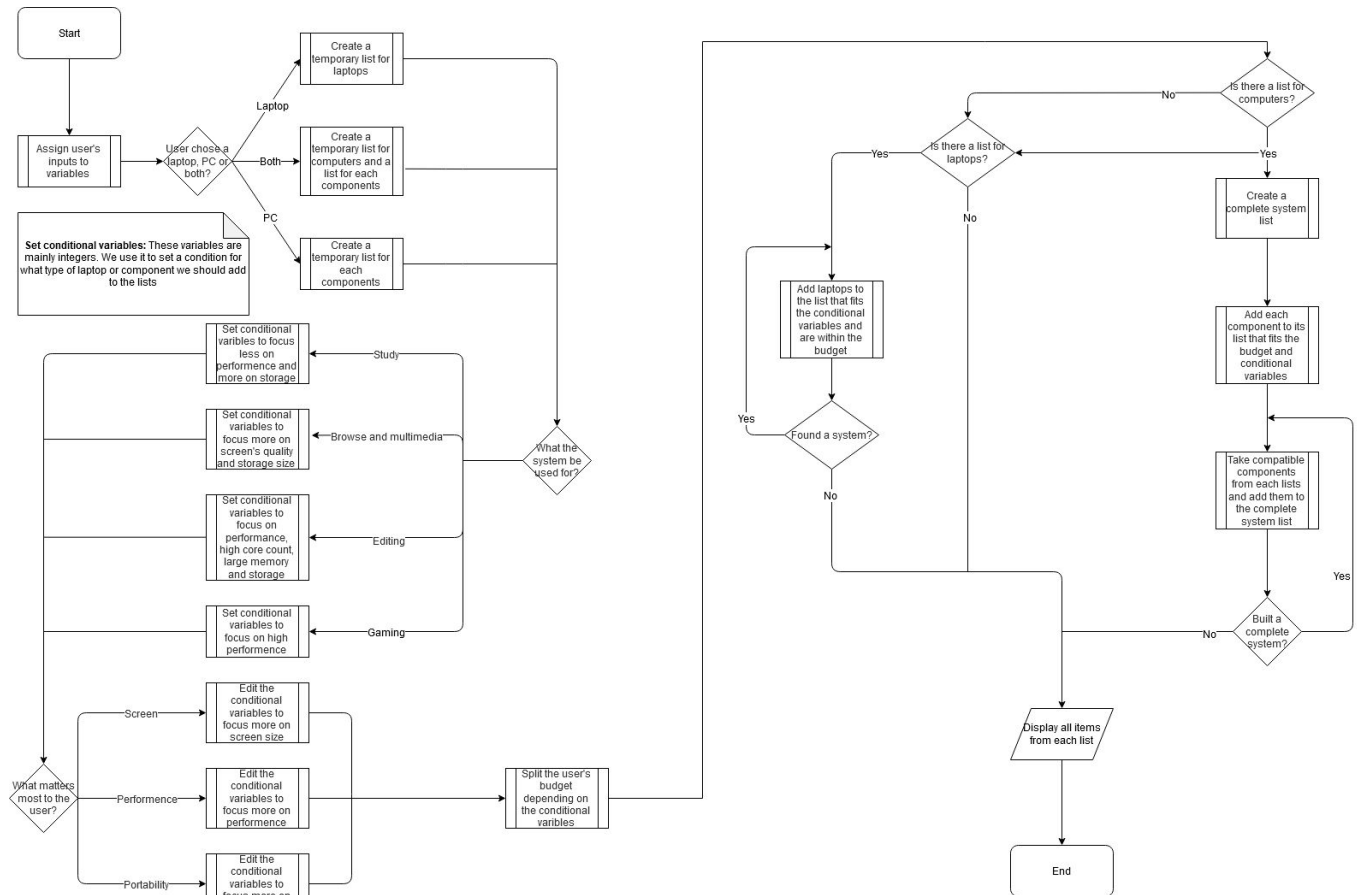 Start
Assign user's
inputs to
variables
User chose a
laptop, PC or
both?
Laptop
Both
PC
Create a
temporary list for
laptops
Create a
temporary list for
computers and a
list for each
components
Create a
temporary list for
each
components
Set conditional variables: These variables are
mainly integers. We use it to set a condition for
what type of laptop or component we should add
to the lists
What the
system be
used for?
Study
Browse and multimedia
Editing
Gaming
Set conditional
varibles to focus
less on
performence and
more on storage
Set conditional
variables to
focus more on
screen's quality
and storage size
Set conditional
variables to
focus on
performance,
high core count,
large memory
and storage
Set conditional
variables to
focus on high
performence
What matters
most to the
user?
Screen
Performence
Portability
Edit the
conditional
variables to
focus more on
screen size
Edit the
conditional
variables to
focus more on
performence
Edit the
conditional
variables to
focus more on
Split the user's
budget
depending on
the conditional
varibles
Is there a list for
computers?
No
Yes
Is there a list for
laptops?
Yes
No
Add laptops to
the list that fits
the conditional
variables and
are within the
budget
Found a system?
Yes
No
Create a
complete system
list
Add each
component to its
list that fits the
budget and
conditional
variables
Take compatible
components
from each lists
and add them to
the complete
system list
Built a
complete
system?
Yes
No
Display all items
from each list
End